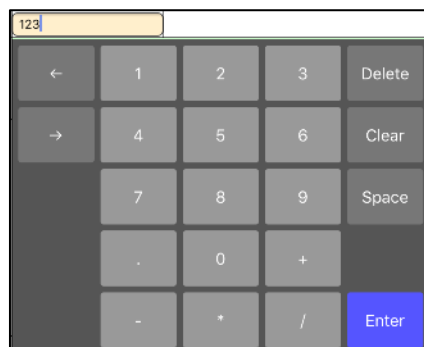 123
← 1 2 3 Delete
→ 4 5 6 Clear
7 8 9 Space
. 0 +
- * / Enter